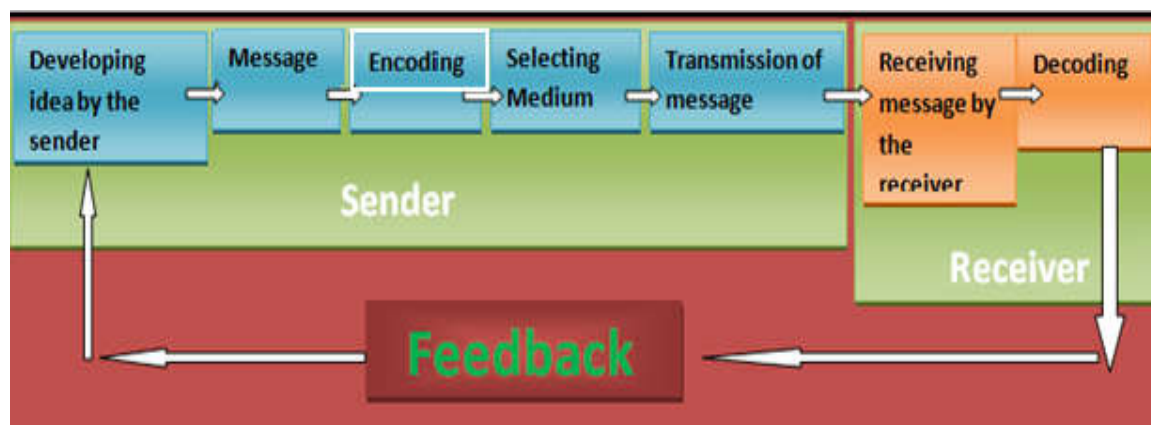 Developing
idea by the
sender
Message
Encoding
Selecting
Medium
Transmission of
message
Receiving
message by
the
receiver
Decoding
Sender
Receiver
Feedback